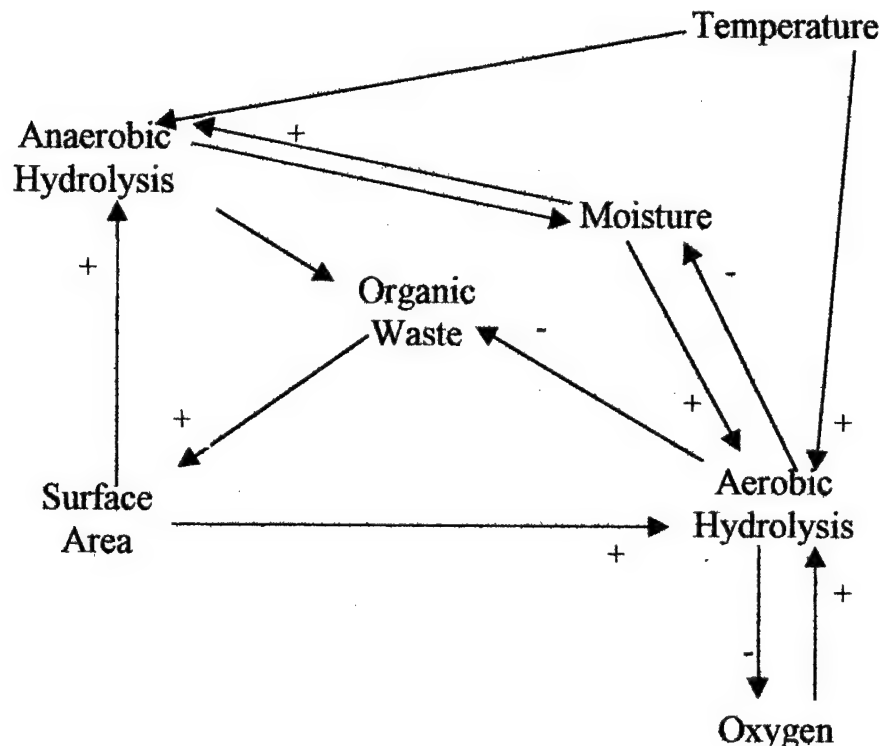 Temperature
+
Anaerobic
Hydrolysis
Moisture
+
-
Organic
Waste
-
+
+
+
Aerobic
Hydrolysis
Surface
Area
+
+
-
Oxygen